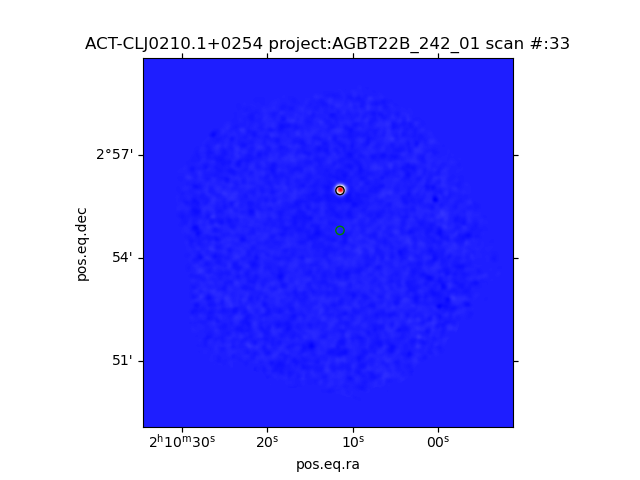 ACT-CLJ0210.1+0254 project:AGBT22B_242_01 scan #:33
2°57'
54'
51'
pos.eq.dec
2ʰ10ᵐ30ˢ 20ˢ 10ˢ 00ˢ
pos.eq.ra